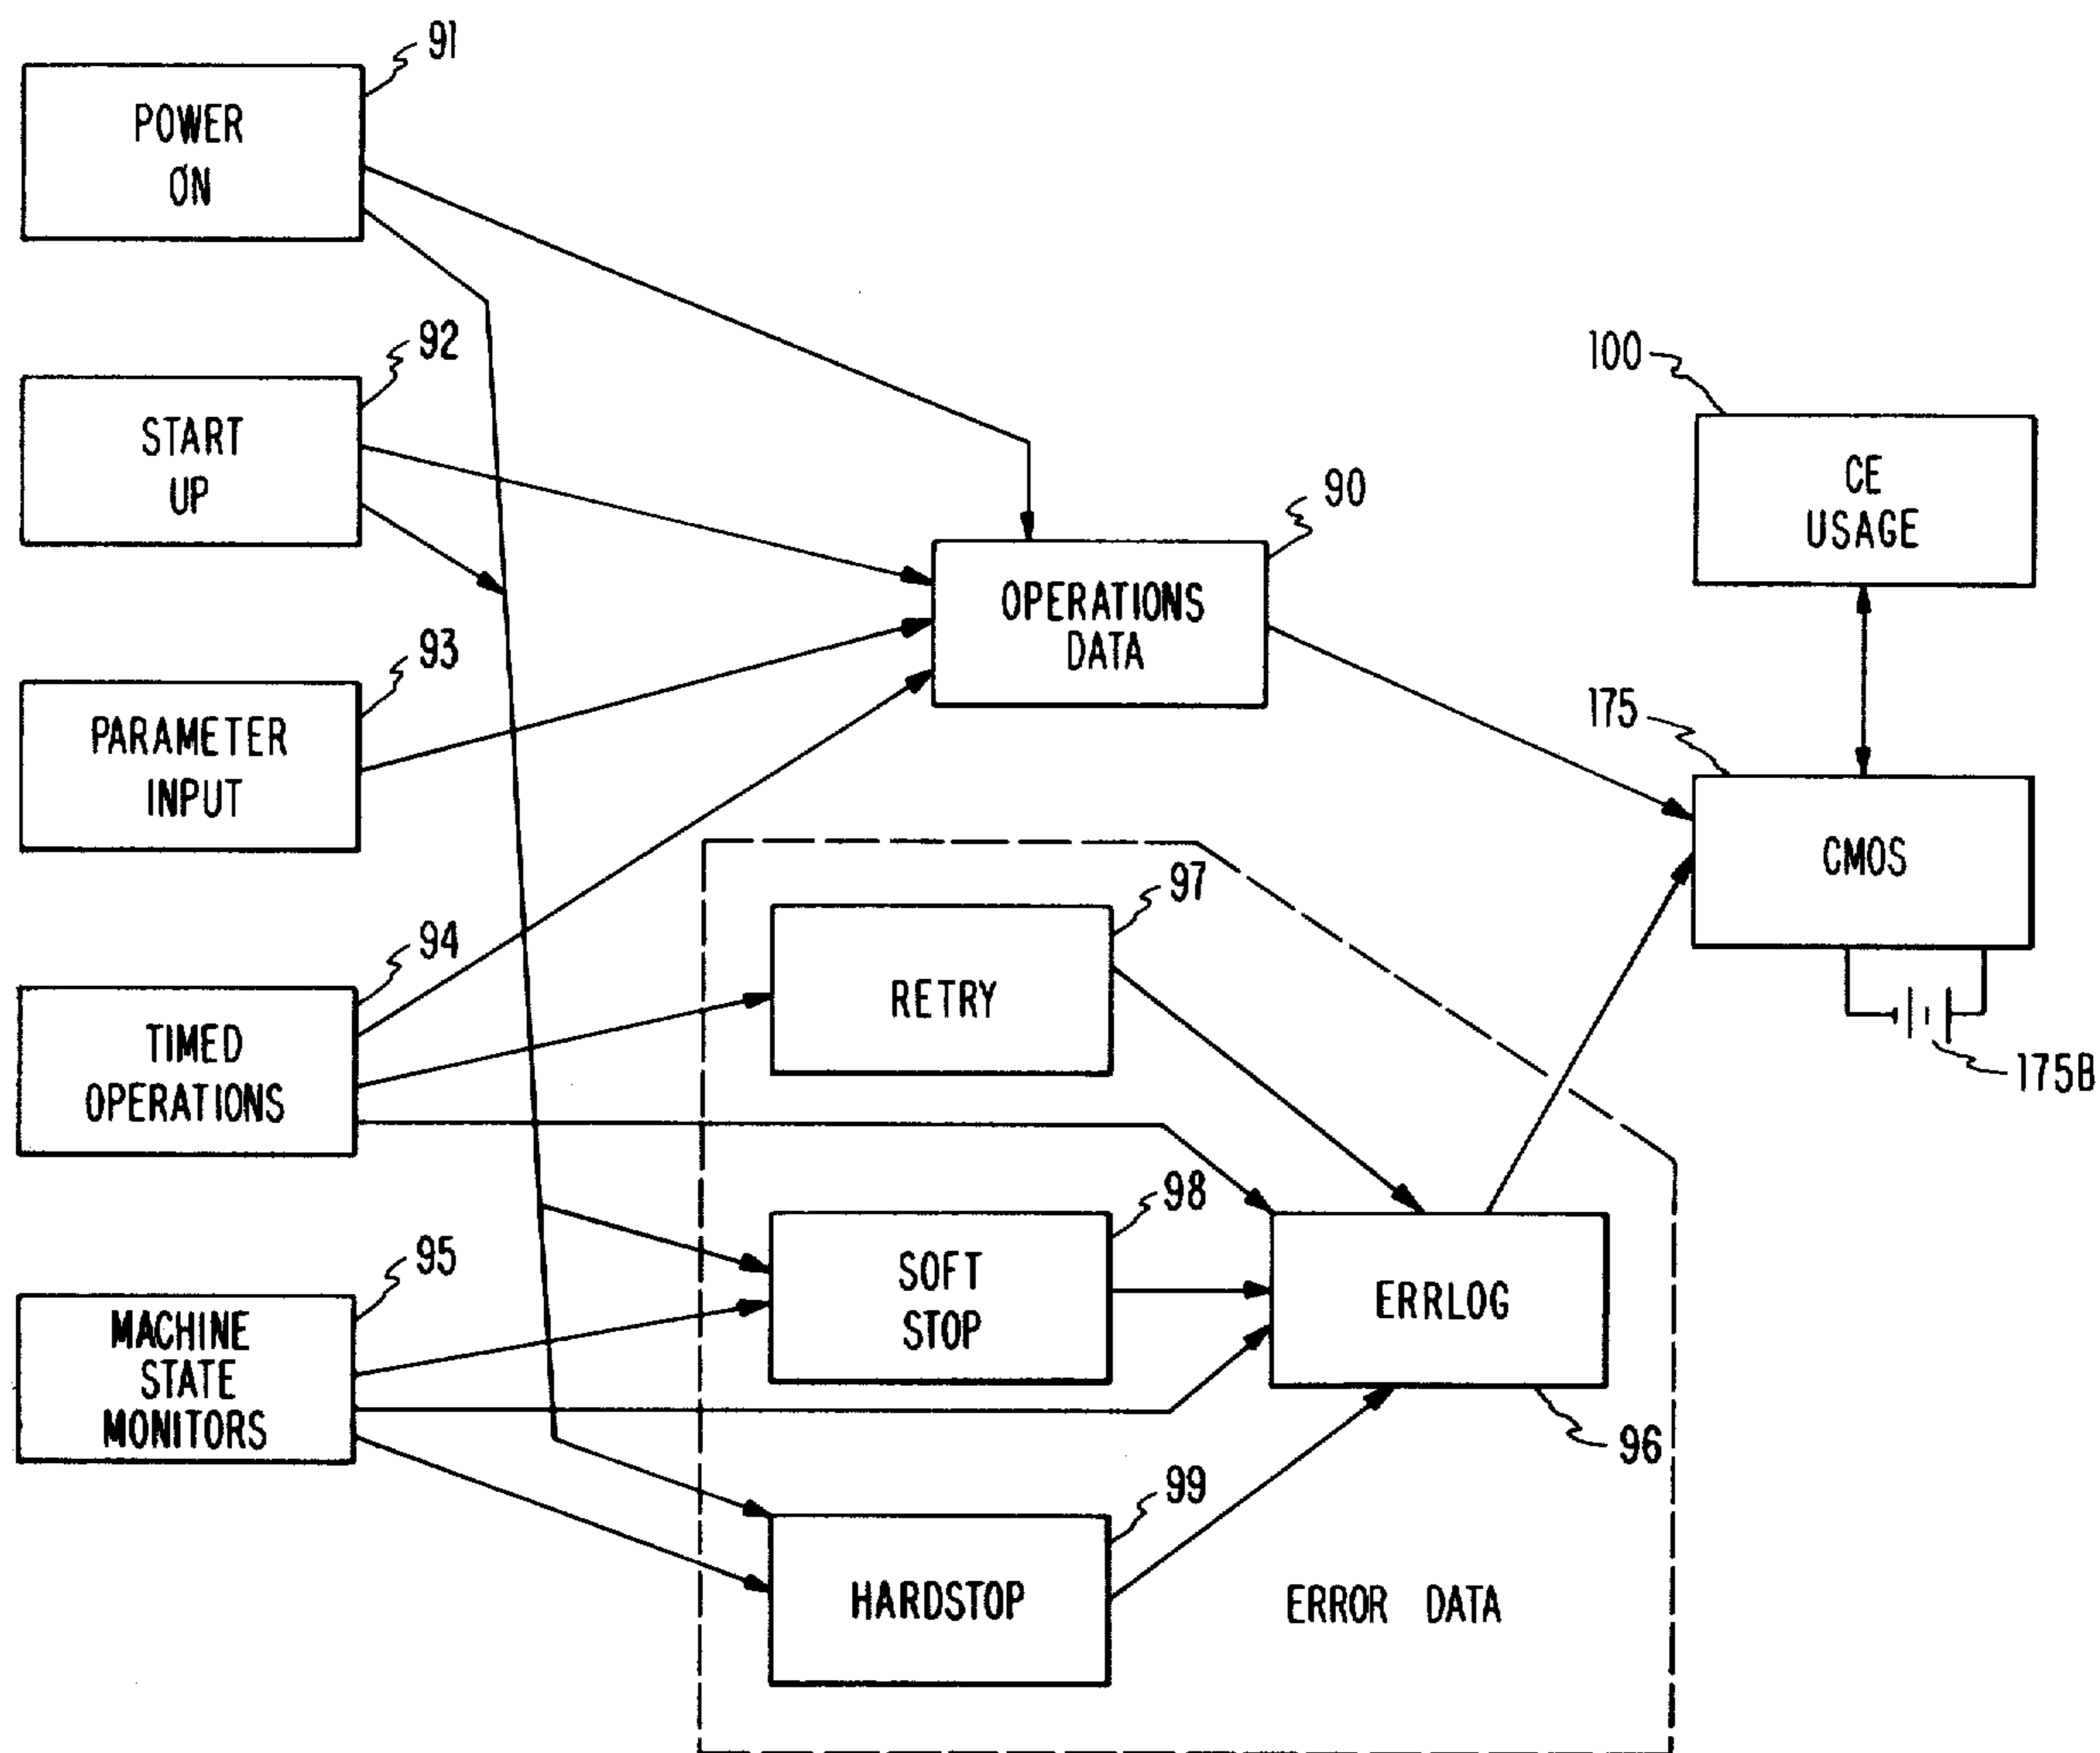 91
POWER
ON
92
START
UP
93
PARAMETER
INPUT
94
TIMED
OPERATIONS
95
MACHINE
STATE
MONITORS
90
OPERATIONS
DATA
100
CE
USAGE
175
CMOS
175B
97
RETRY
98
SOFT
STOP
ERRLOG
96
99
HARDSTOP
ERROR DATA